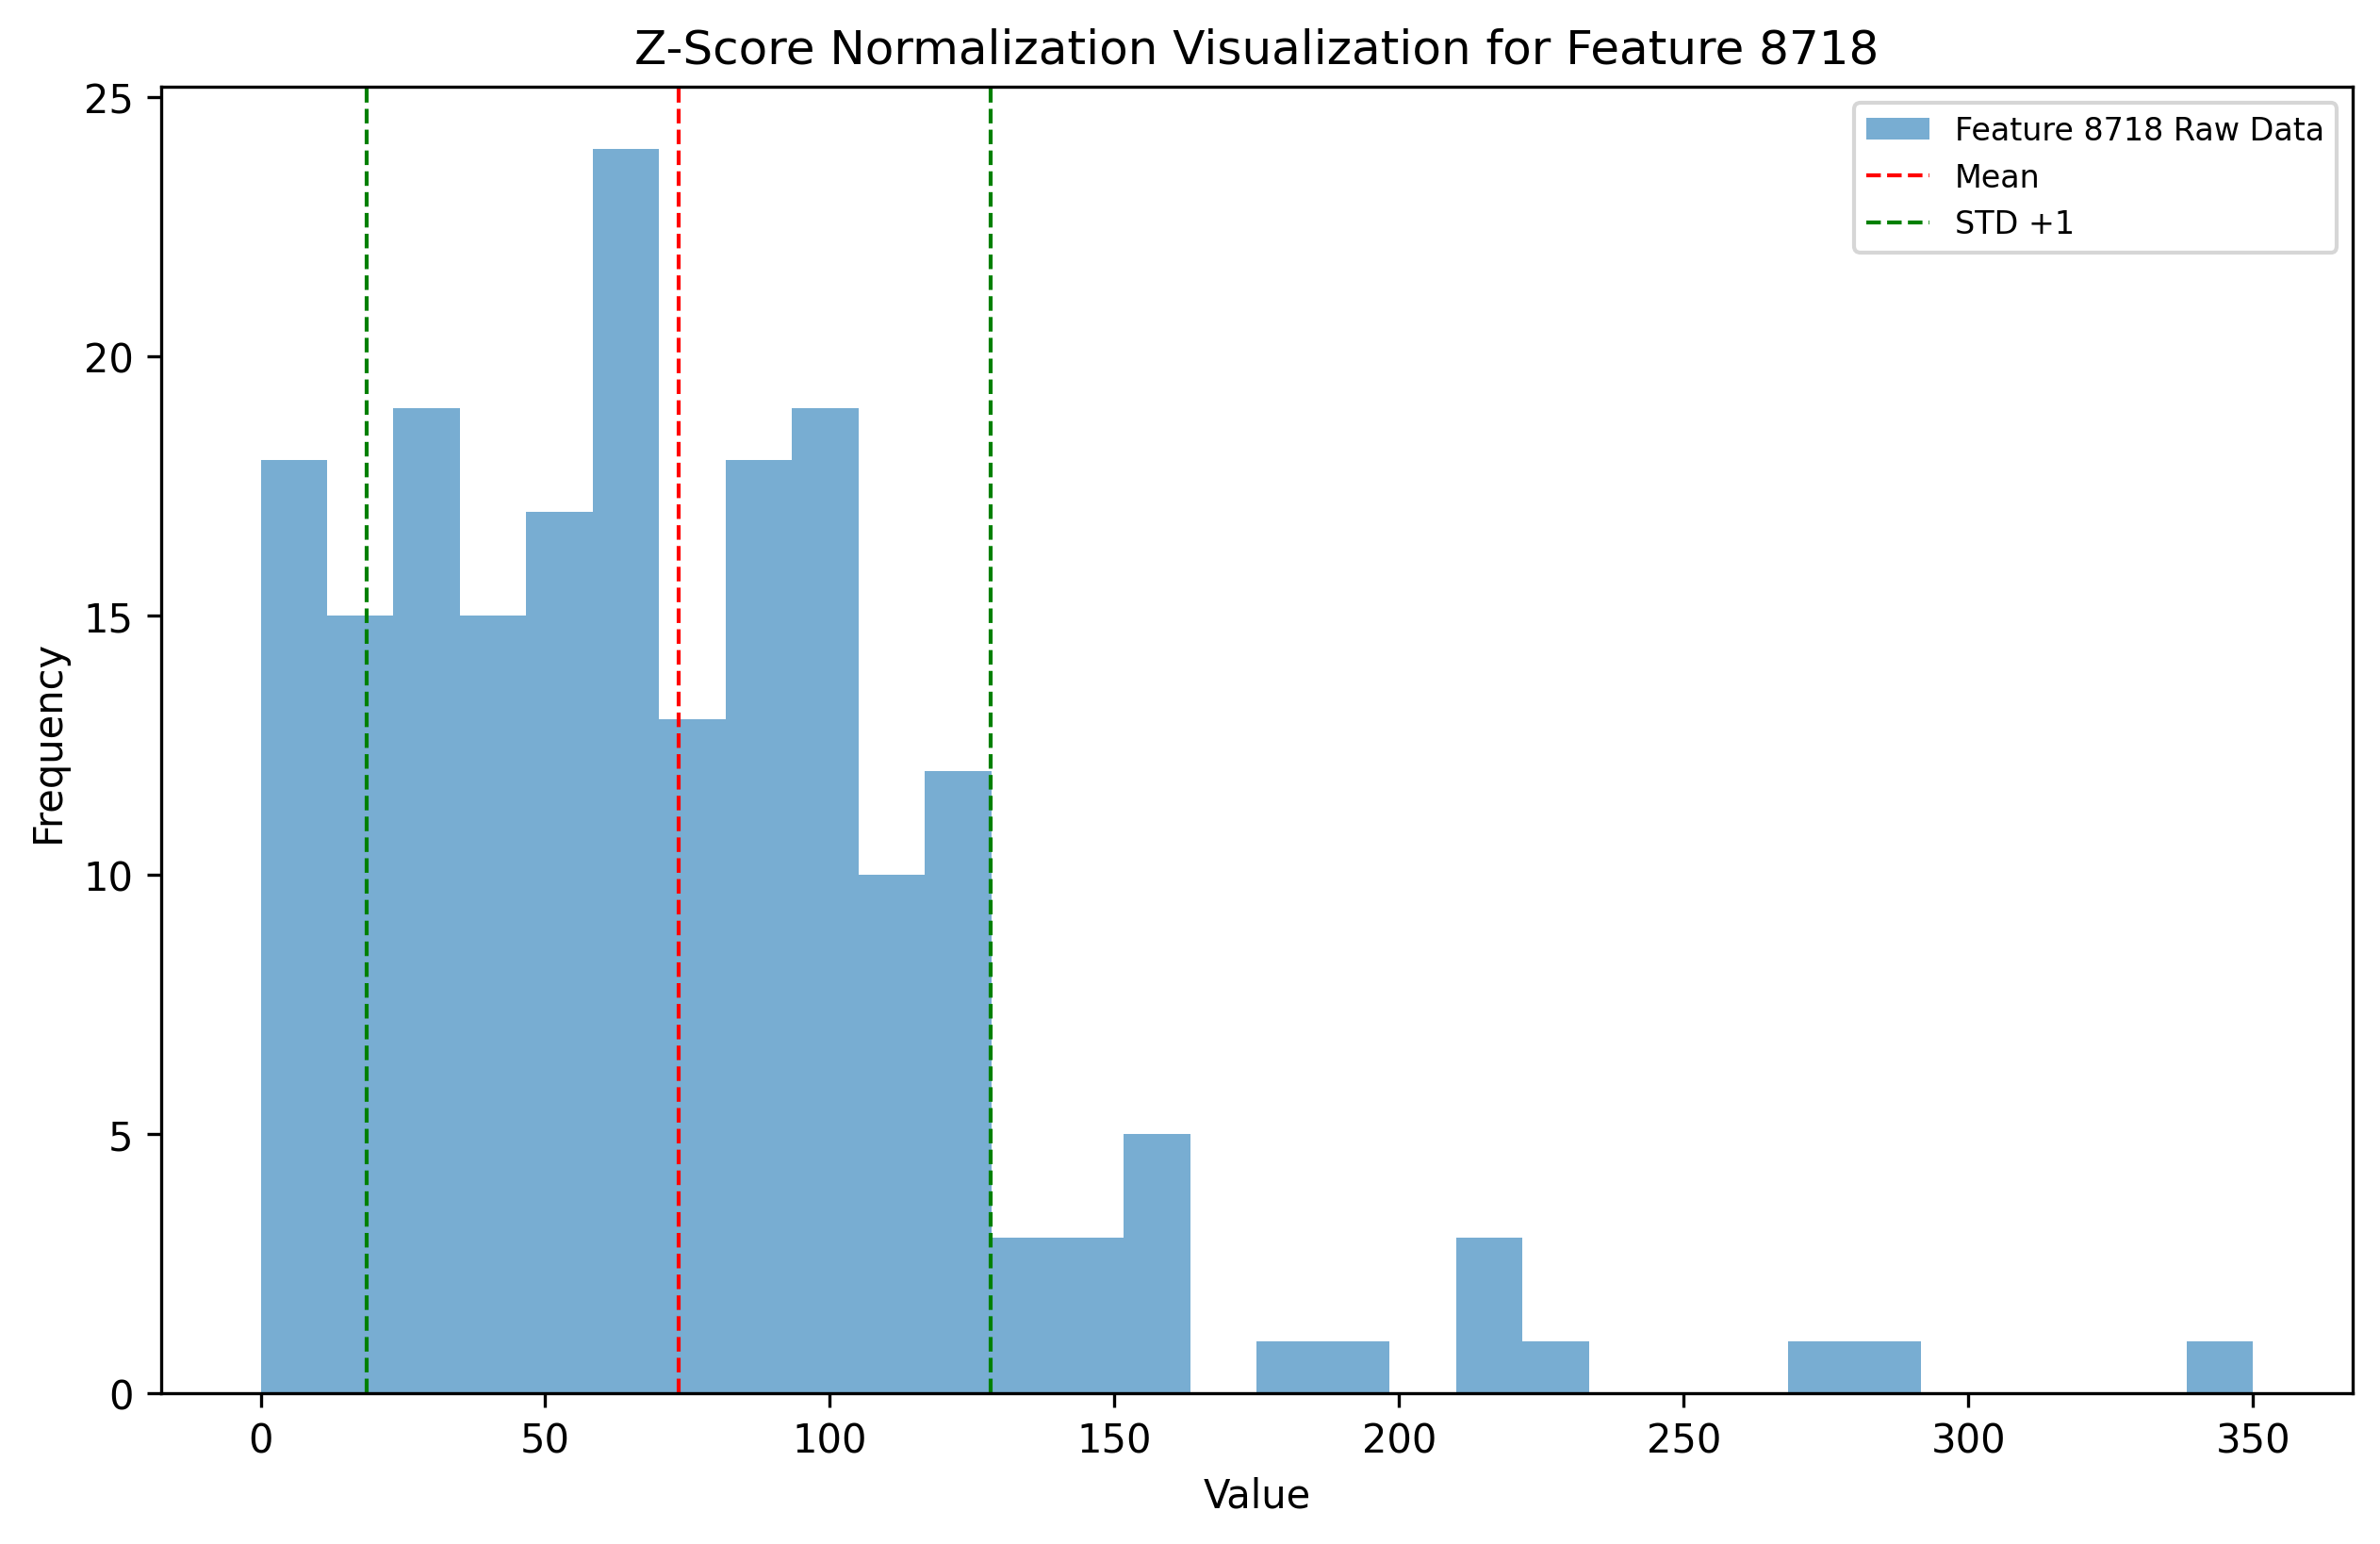 Z-Score Normalization Visualization for Feature 8718
Feature 8718 Raw Data
Mean
STD +1
25
20
15
10
5
0
Frequency
0 50 100 150 200 250 300 350
Value